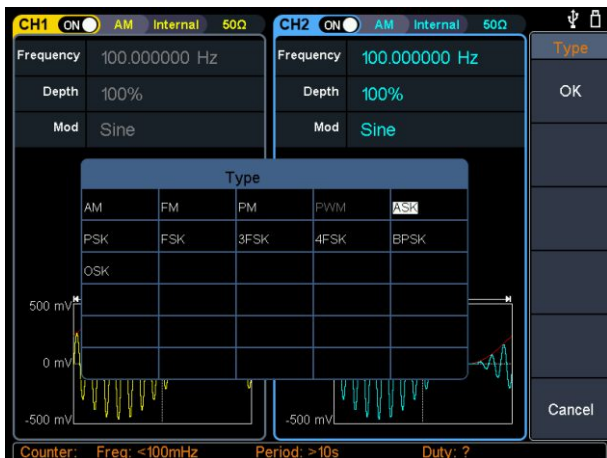 CH1 ON AM Internal 50Ω CH2 ON AM Internal 50Ω
Frequency 100.000000 Hz Frequency 100.000000 Hz
Depth 100% Depth 100%
Mod Sine Mod Sine
Type
AM FM PM PWM ASK
PSK FSK 3FSK 4FSK BPSK
OSK
500 mV
0 mV
-500 mV -500 mV
Counter: Freq: <100mHz Period: >10s Duty: ?
Type
OK
Cancel